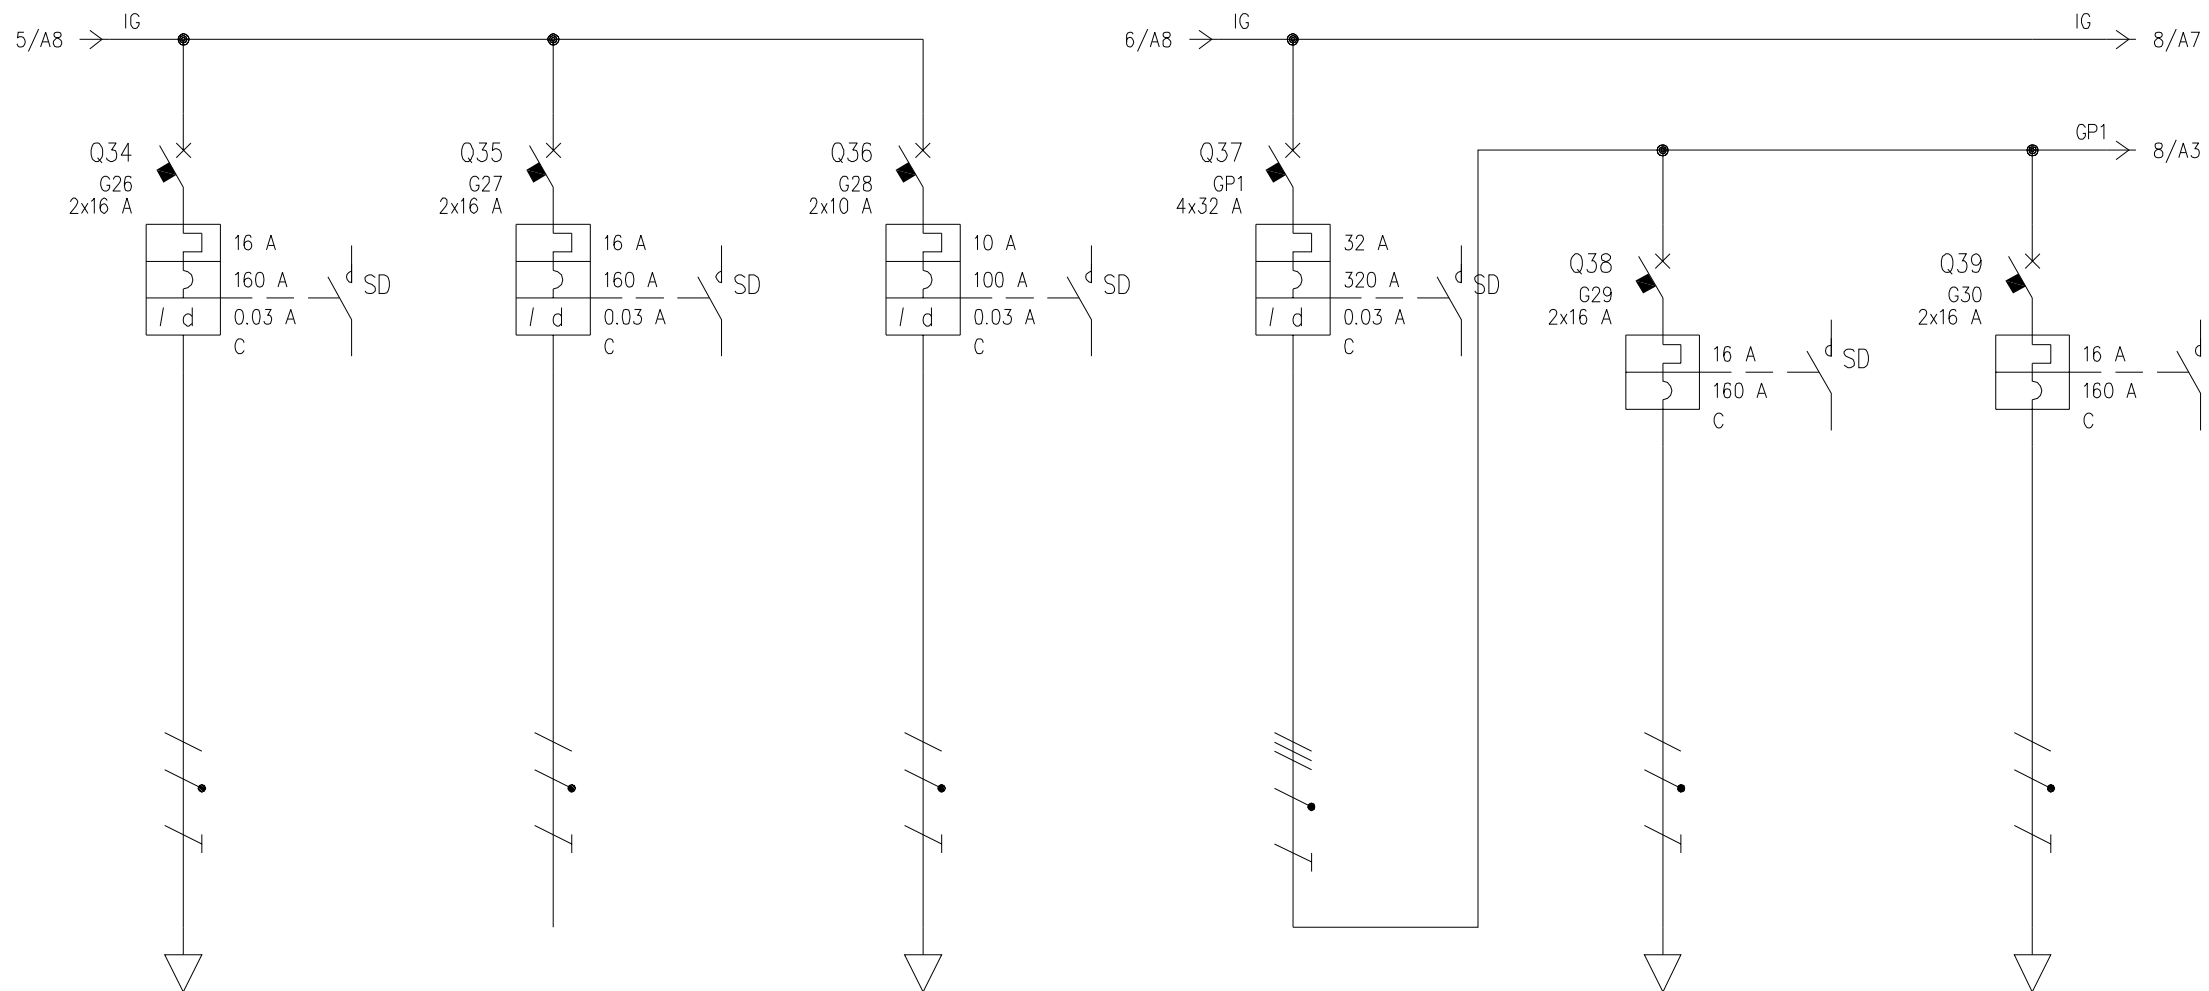 IG
5/A8
IG
6/A8
IG
8/A7
GP1
8/A3
Q34
G26
2x16 A
16 A
160 A
SD
I d
0.03 A
C
Q35
G27
2x16 A
16 A
160 A
SD
I d
0.03 A
C
Q36
G28
2x10 A
10 A
100 A
SD
I d
0.03 A
C
Q37
GP1
4x32 A
32 A
320 A
SD
I d
0.03 A
C
Q38
G29
2x16 A
16 A
160 A
SD
C
Q39
G30
2x16 A
16 A
160 A
C